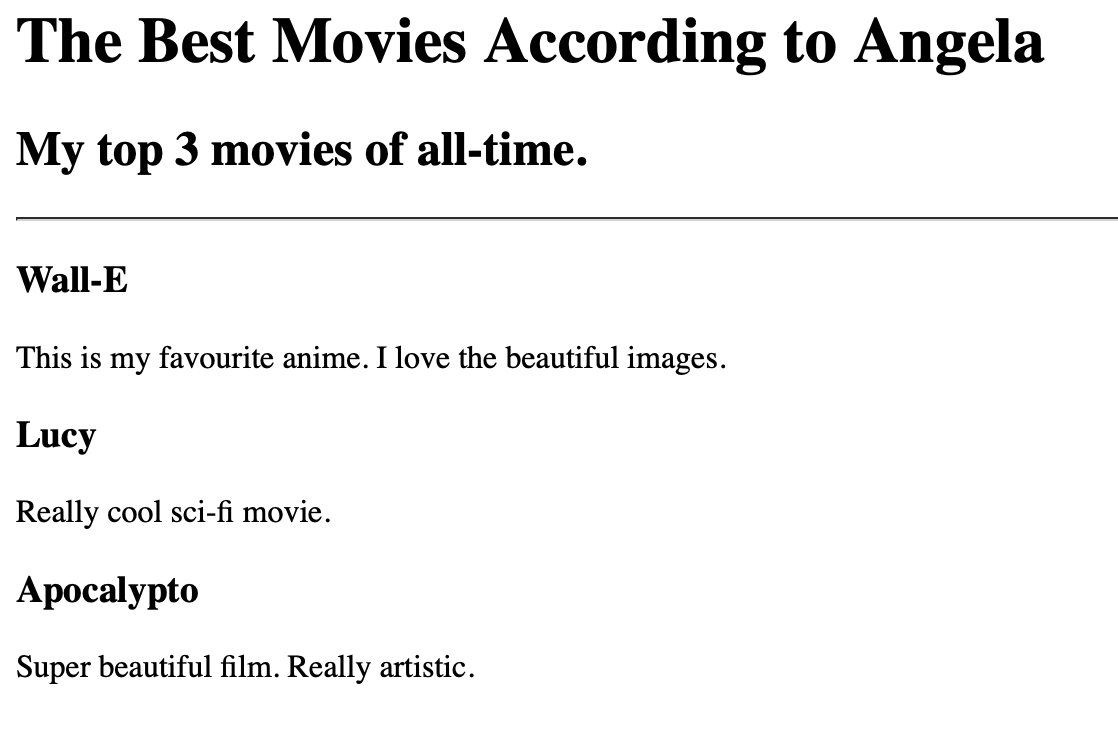 The Best Movies According to Angela
My top 3 movies of all-time.
Wall-E
This is my favourite anime. I love the beautiful images.
Lucy
Really cool sci-fi movie.
Apocalypto
Super beautiful film. Really artistic.